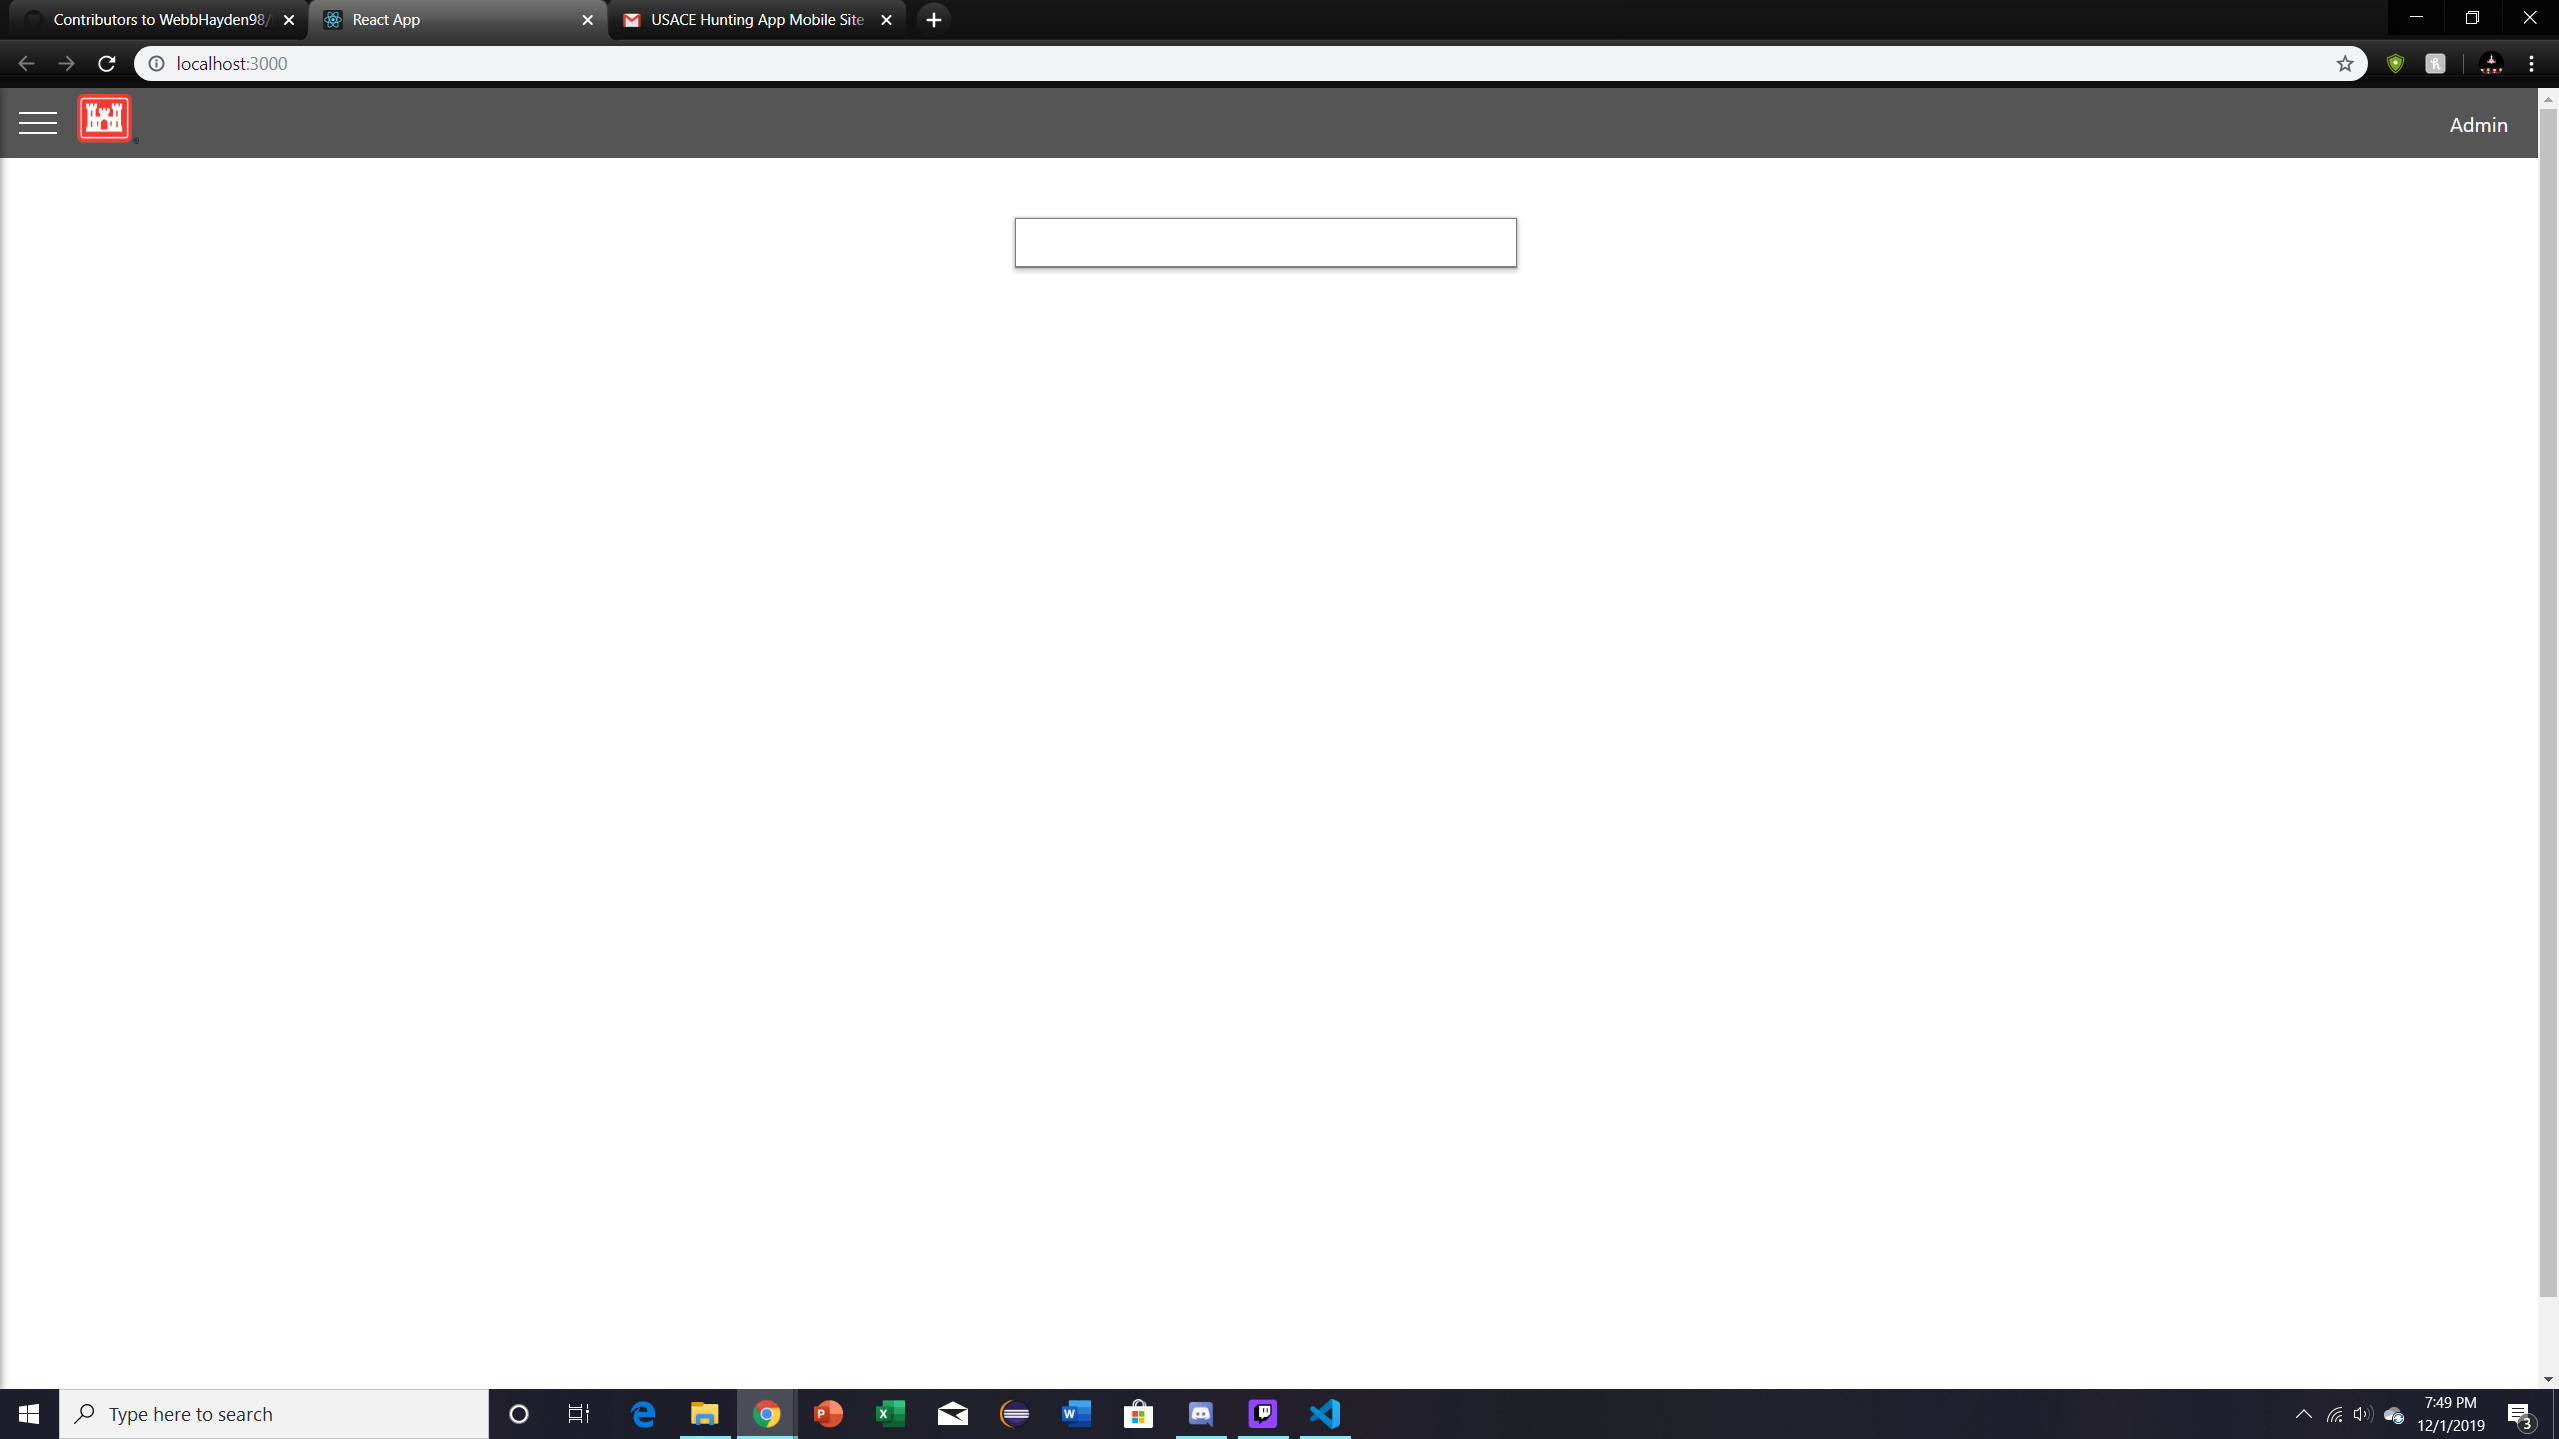 Contributors to WebbHayden98/
React App
USACE Hunting App Mobile Site
localhost:3000
Admin
Type here to search
7:49 PM
12/1/2019
3